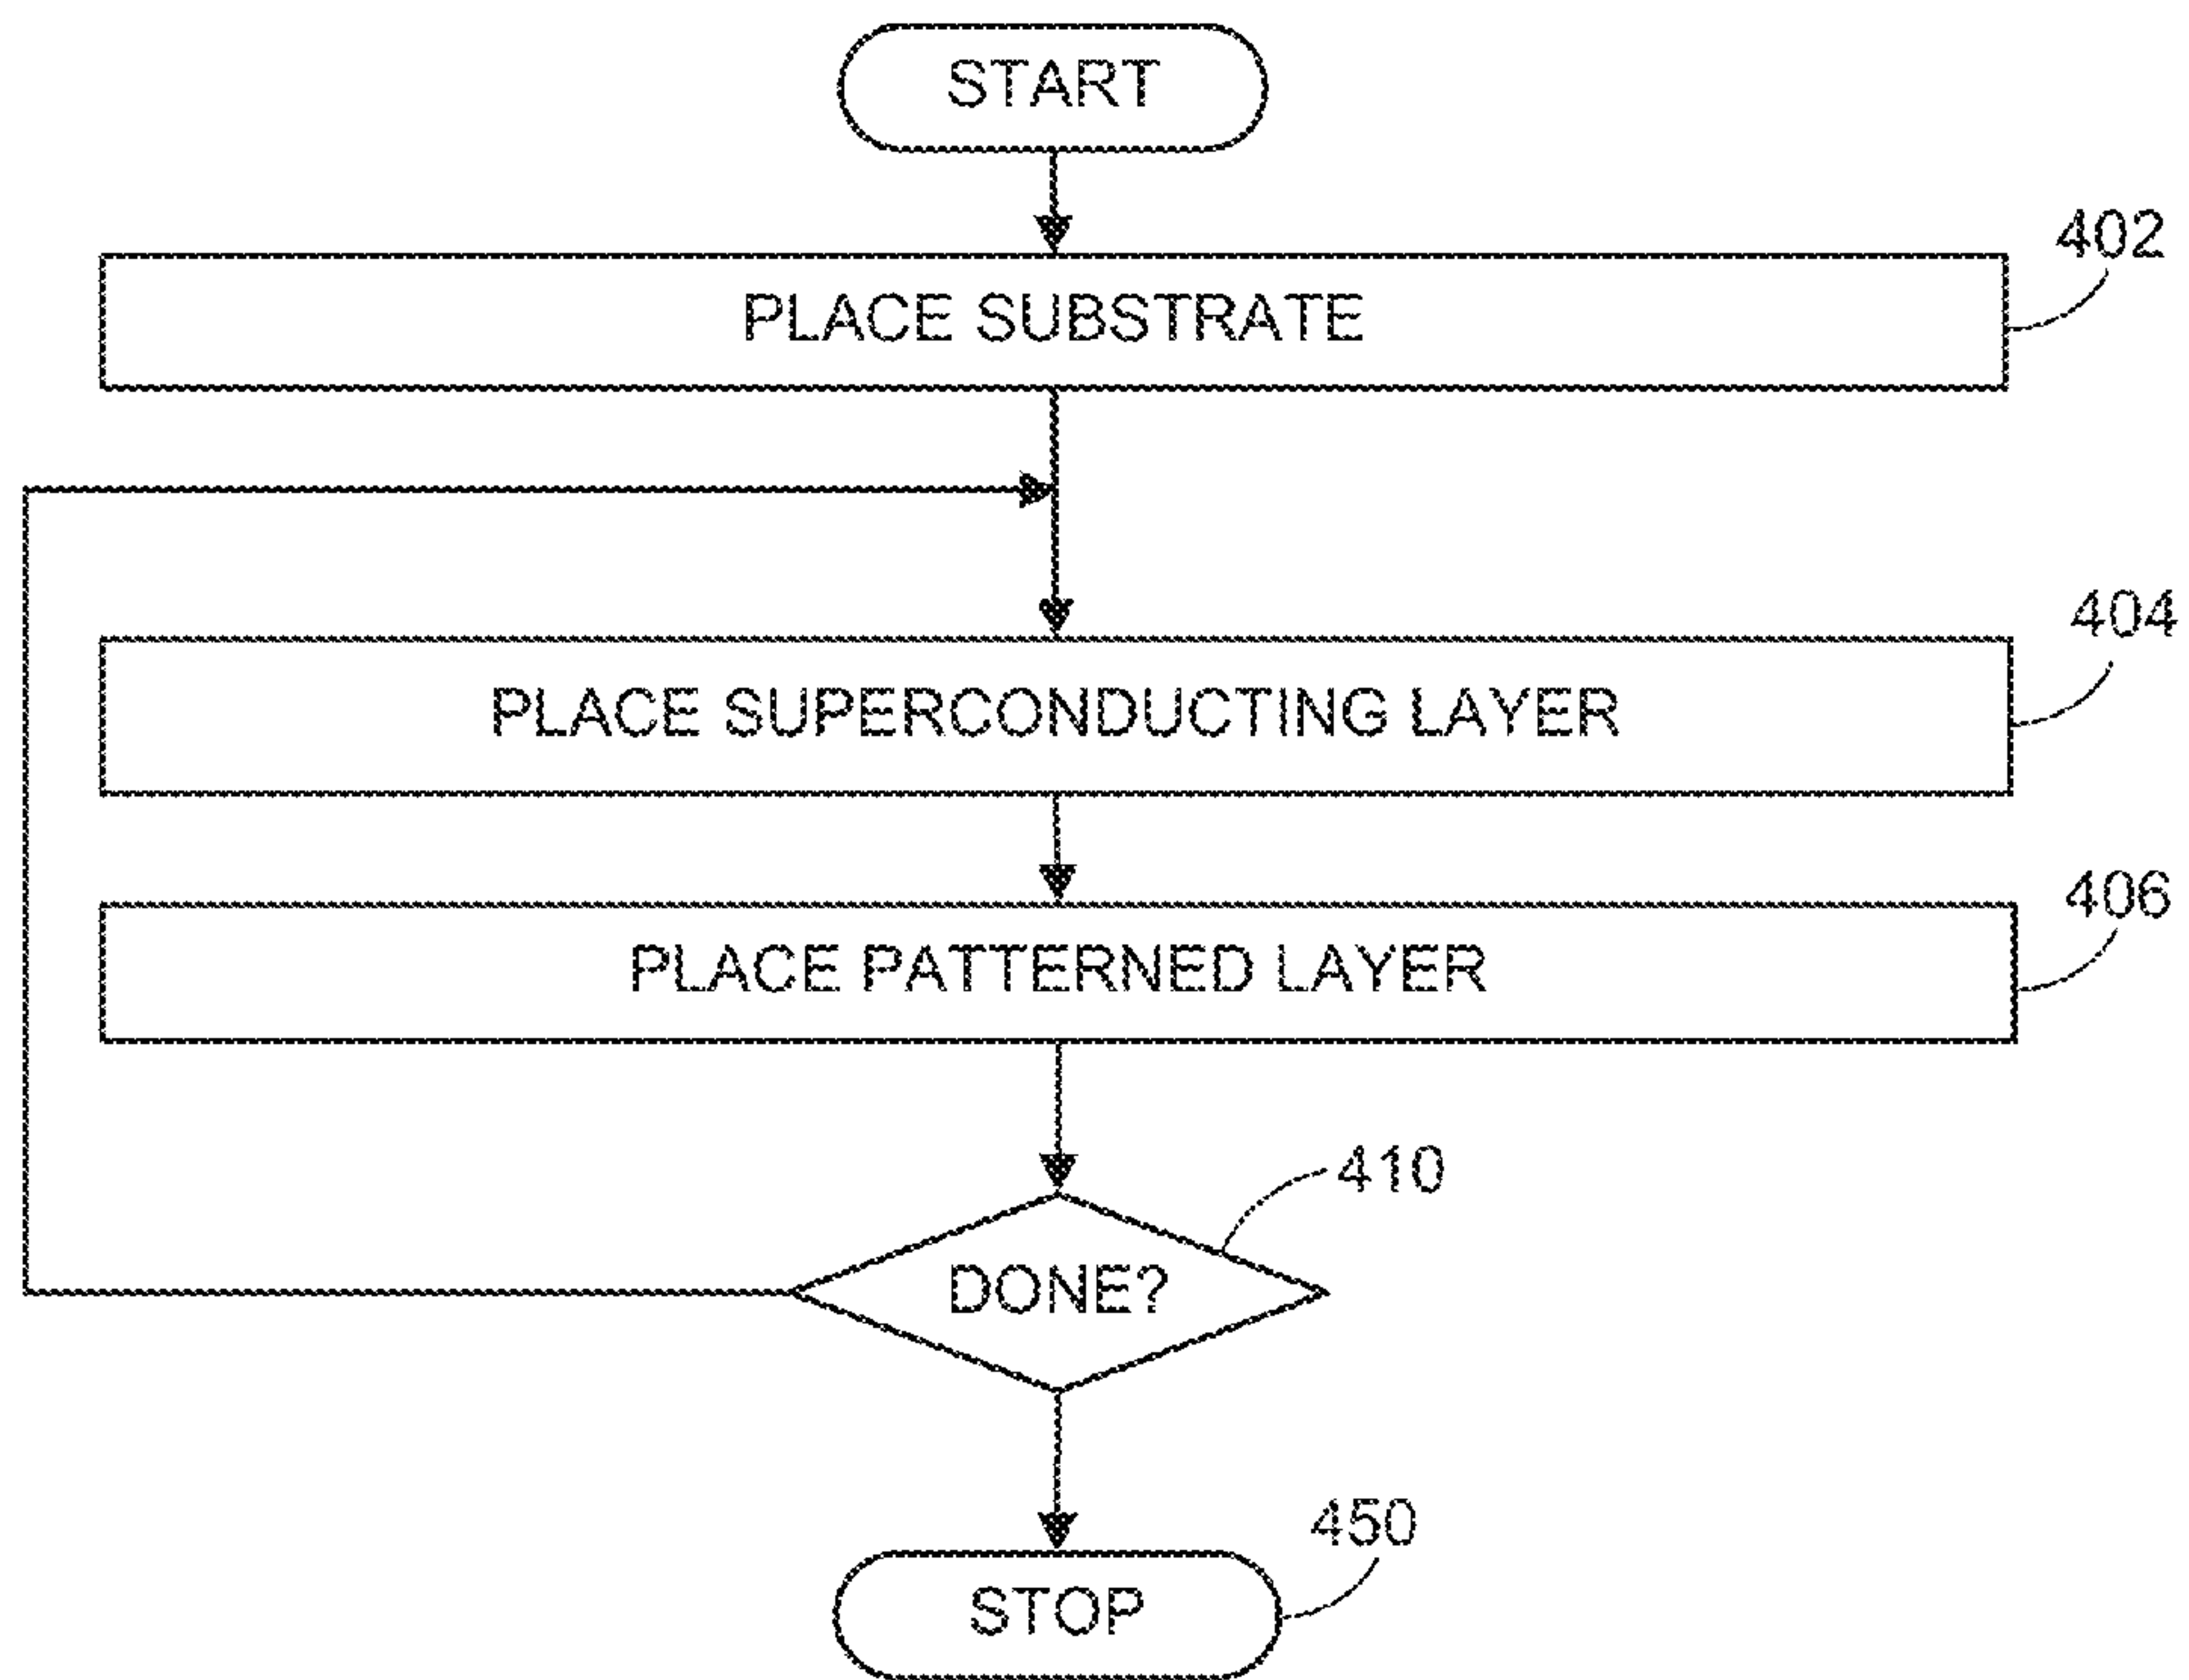 START
402
PLACE SUBSTRATE
404
PLACE SUPERCONDUCTING LAYER
406
PLACE PATTERNED LAYER
410
DONE?
450
STOP